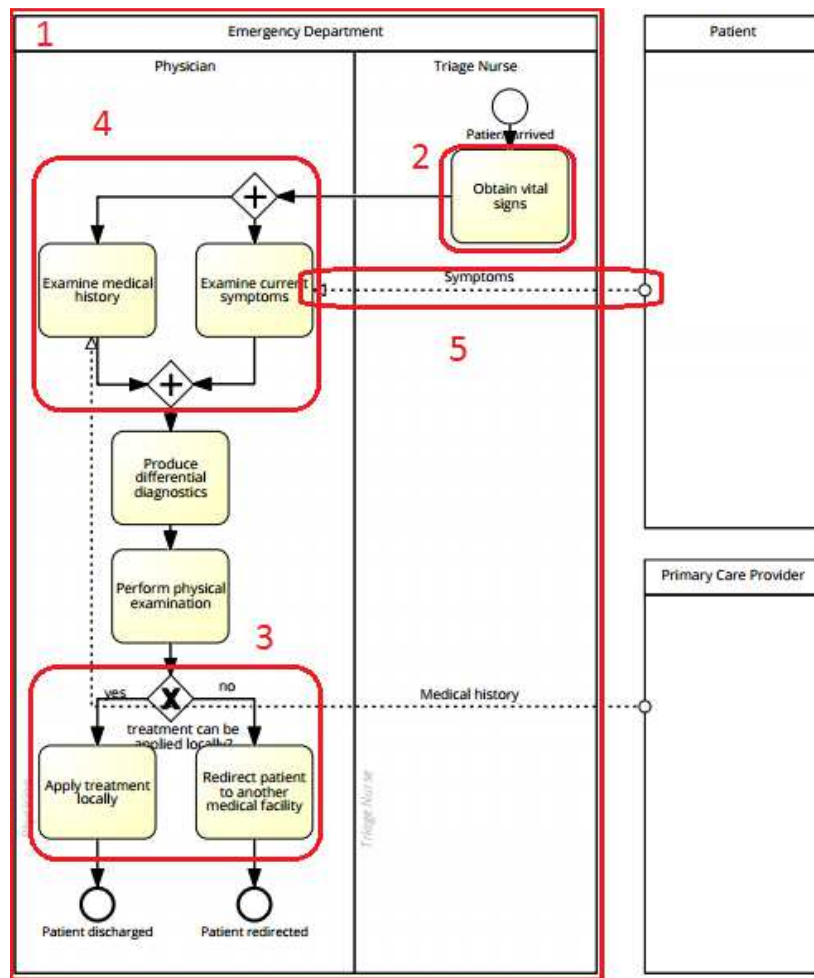 1
Emergency Department
Patient
Physician
Triage Nurse
4
2
Obtain vital
signs
Examine medical
history
Examine current
symptoms
Symptoms
5
Produce
differential
diagnostics
Primary Care Provider
Perform physical
examination
3
yes
no
Medical history
treatment can be
applied locally?
Apply treatment
locally
Redirect patient
to another
medical facility
Triage Nurse
Patient discharged
Patient redirected